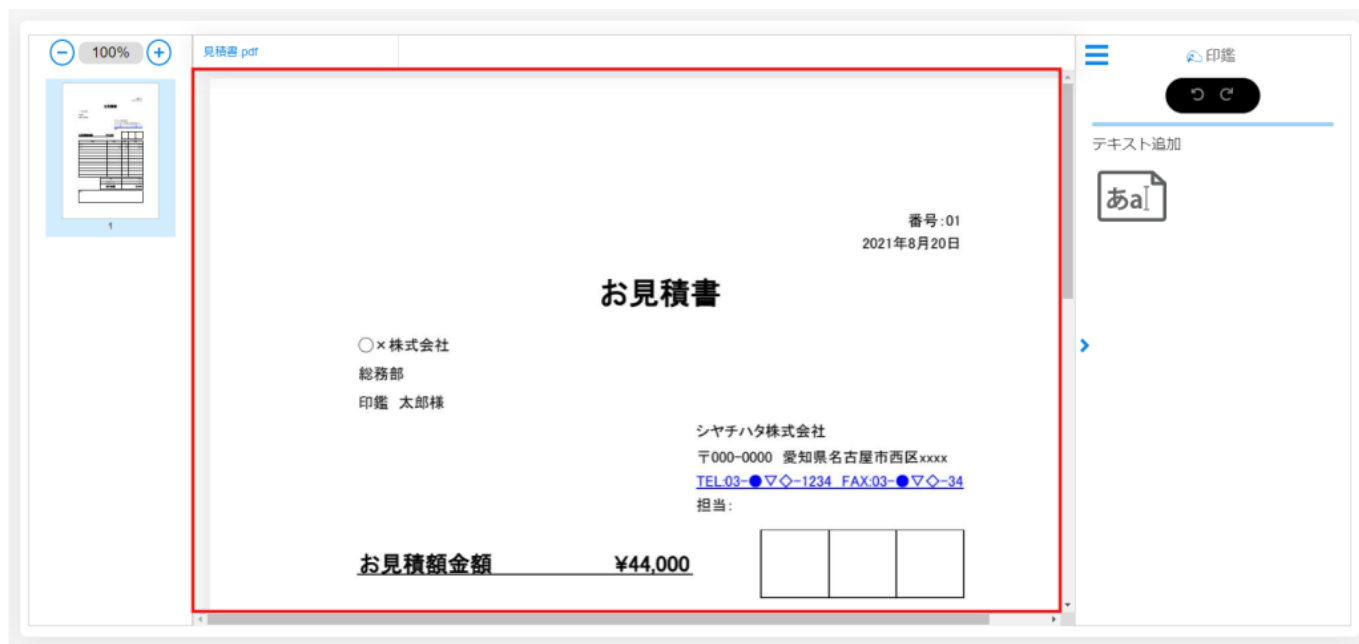 100%
見積書.pdf
1
番号:01
2021年8月20日
お見積書
○×株式会社
総務部
印鑑 太郎様
シヤチハタ株式会社
〒000-0000 愛知県名古屋市西区xxxx
TEL:03-●▽◇-1234 FAX:03-●▽◇-34
担当:
お見積額金額 ¥44,000
印鑑
テキスト追加
あa